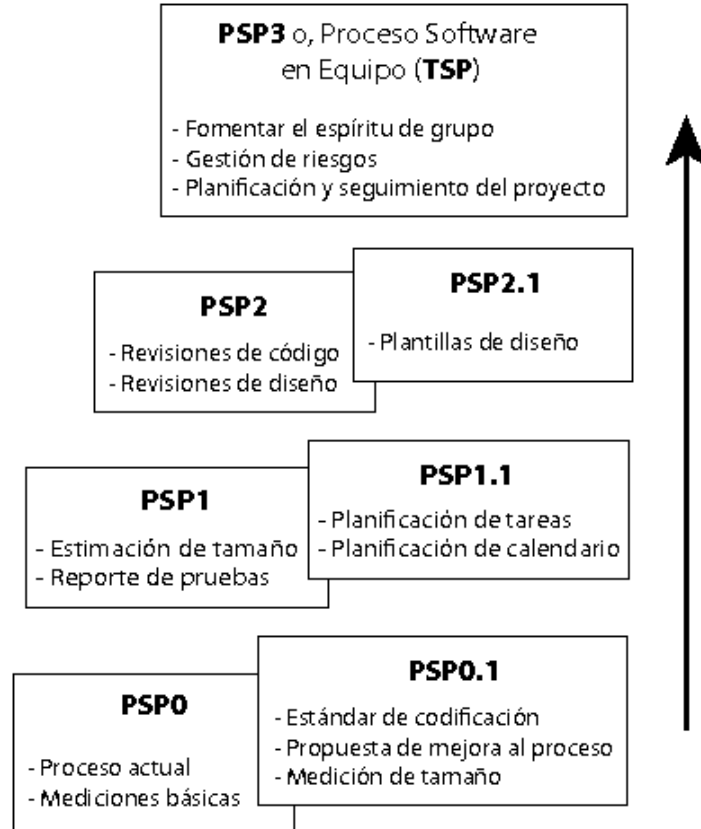 PSP3 o, Proceso Software
en Equipo (TSP)
- Fomentar el espíritu de grupo
- Gestión de riesgos
- Planificación y seguimiento del proyecto
PSP2
- Revisiones de código
- Revisiones de diseño
PSP2.1
- Plantillas de diseño
PSP1
- Estimación de tamaño
- Reporte de pruebas
PSP1.1
- Planificación de tareas
- Planificación de calendario
PSP0
- Proceso actual
- Mediciones básicas
PSP0.1
- Estándar de codificación
- Propuesta de mejora al proceso
- Medición de tamaño